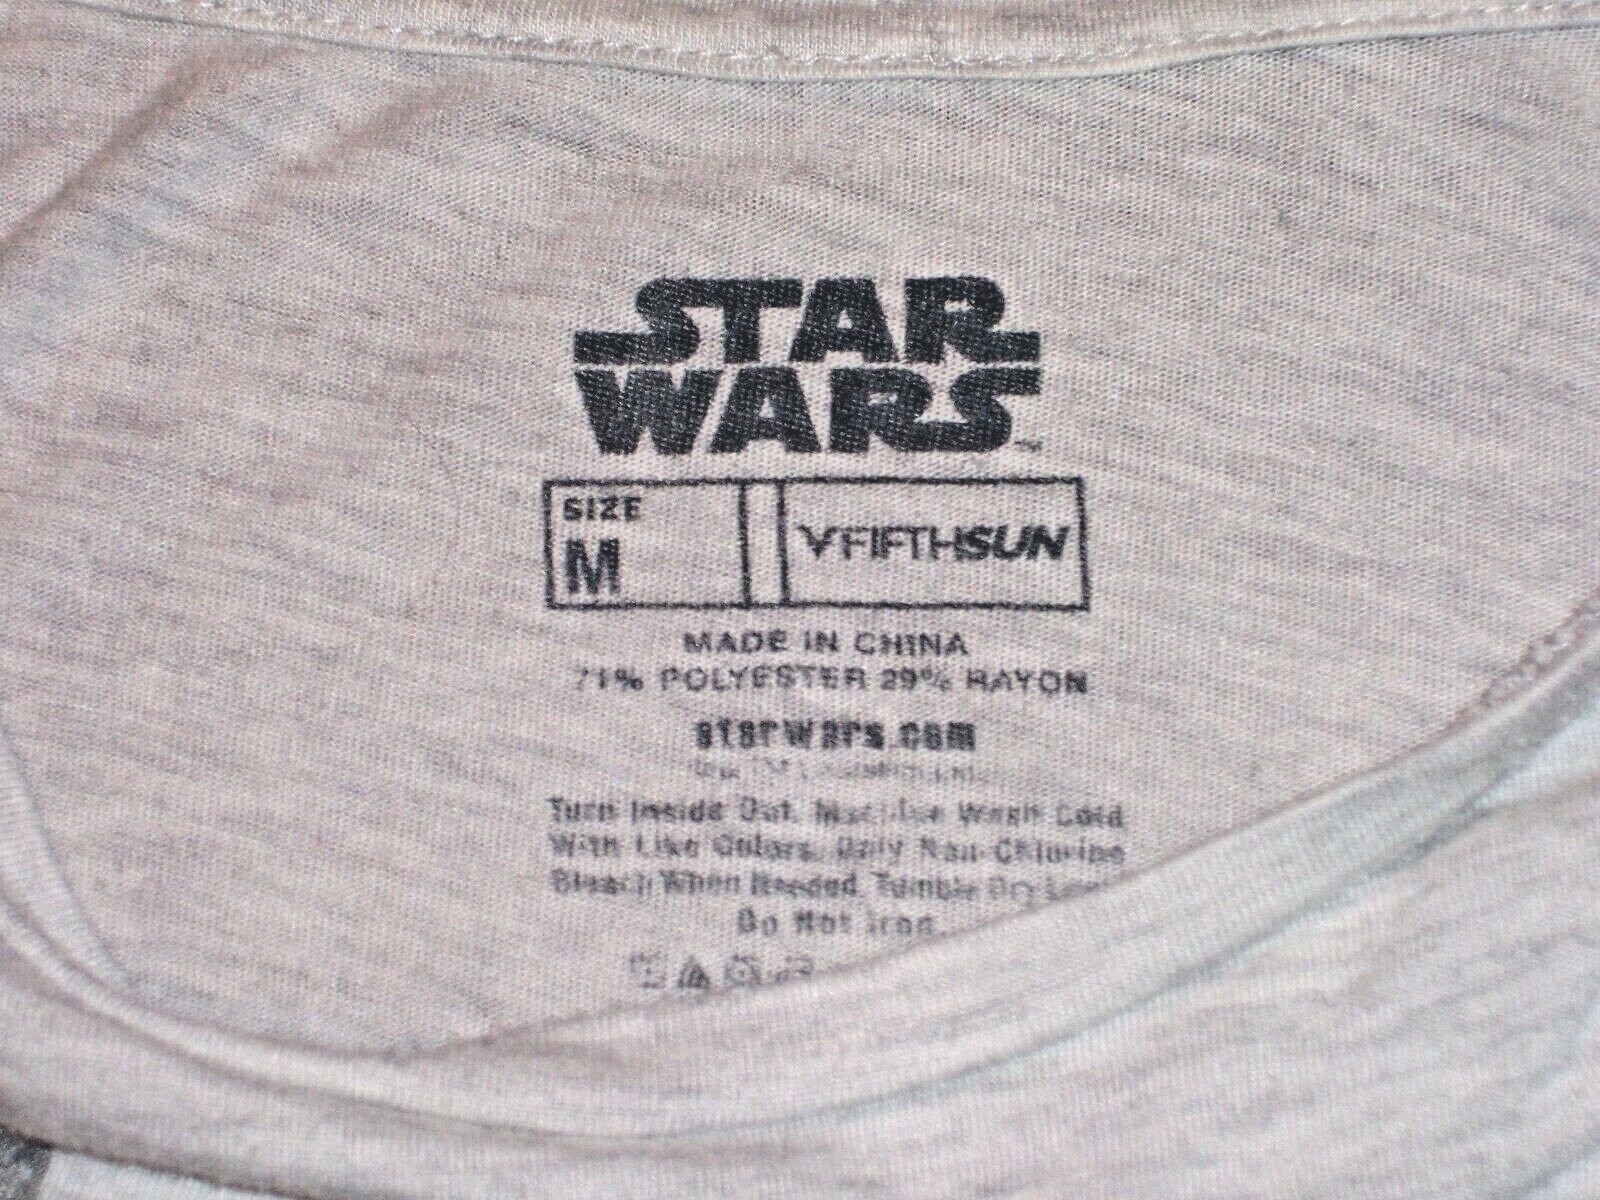 STAR
WARS™
SIZE
M
FIFTHSUN
MADE IN CHINA
71% POLYESTER 29% RAYON
starwars.com
Turn Inside Out. Machine Wash Cold
With Like Colors. Only Non-Chlorine
Bleach When Needed. Tumble Dry Low.
Do Not Iron.